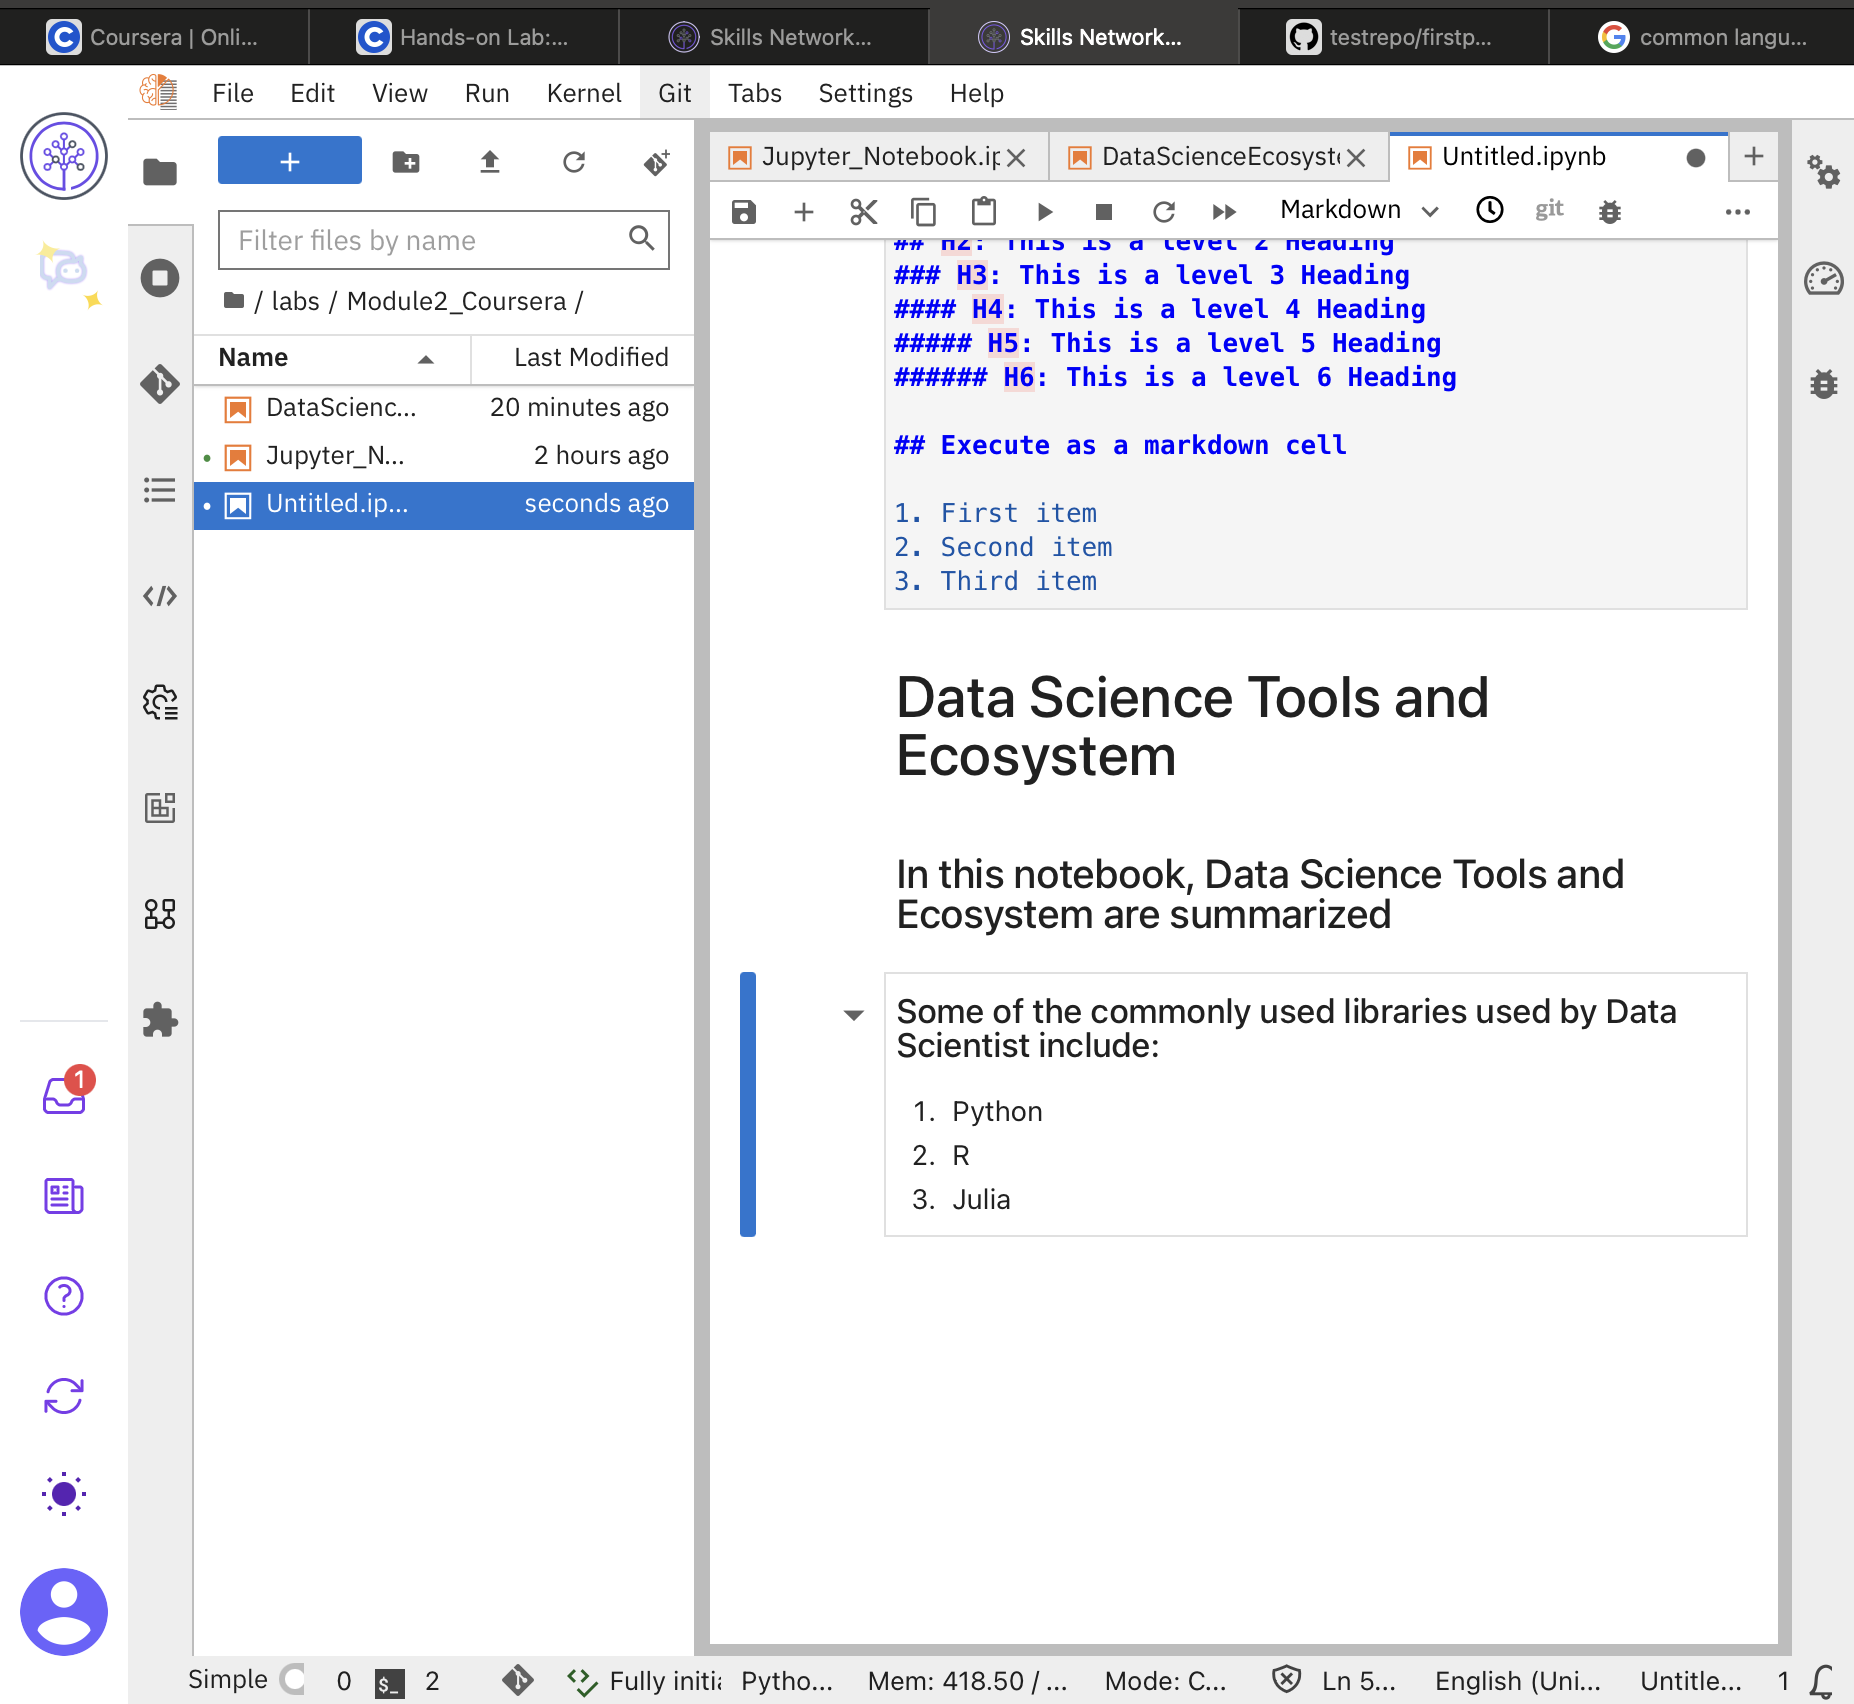 Coursera | Onli...
Hands-on Lab:...
Skills Network...
Skills Network...
testrepo/firstp...
common langu...
File Edit View Run Kernel Git Tabs Settings Help
+
Jupyter_Notebook.ip
DataScienceEcosyste
Untitled.ipynb
Markdown
git
Filter files by name
/ labs / Module2_Coursera /
Name Last Modified
DataScienc... 20 minutes ago
Jupyter_N... 2 hours ago
Untitled.ip... seconds ago
## H2: This is a level 2 Heading
### H3: This is a level 3 Heading
#### H4: This is a level 4 Heading
##### H5: This is a level 5 Heading
###### H6: This is a level 6 Heading
## Execute as a markdown cell
1. First item
2. Second item
3. Third item
Data Science Tools and
Ecosystem
In this notebook, Data Science Tools and
Ecosystem are summarized
Some of the commonly used libraries used by Data
Scientist include:
1. Python
2. R
3. Julia
1
Simple 0 $_ 2 Fully initia Pytho... Mem: 418.50 / ... Mode: C... Ln 5... English (Uni... Untitle... 1